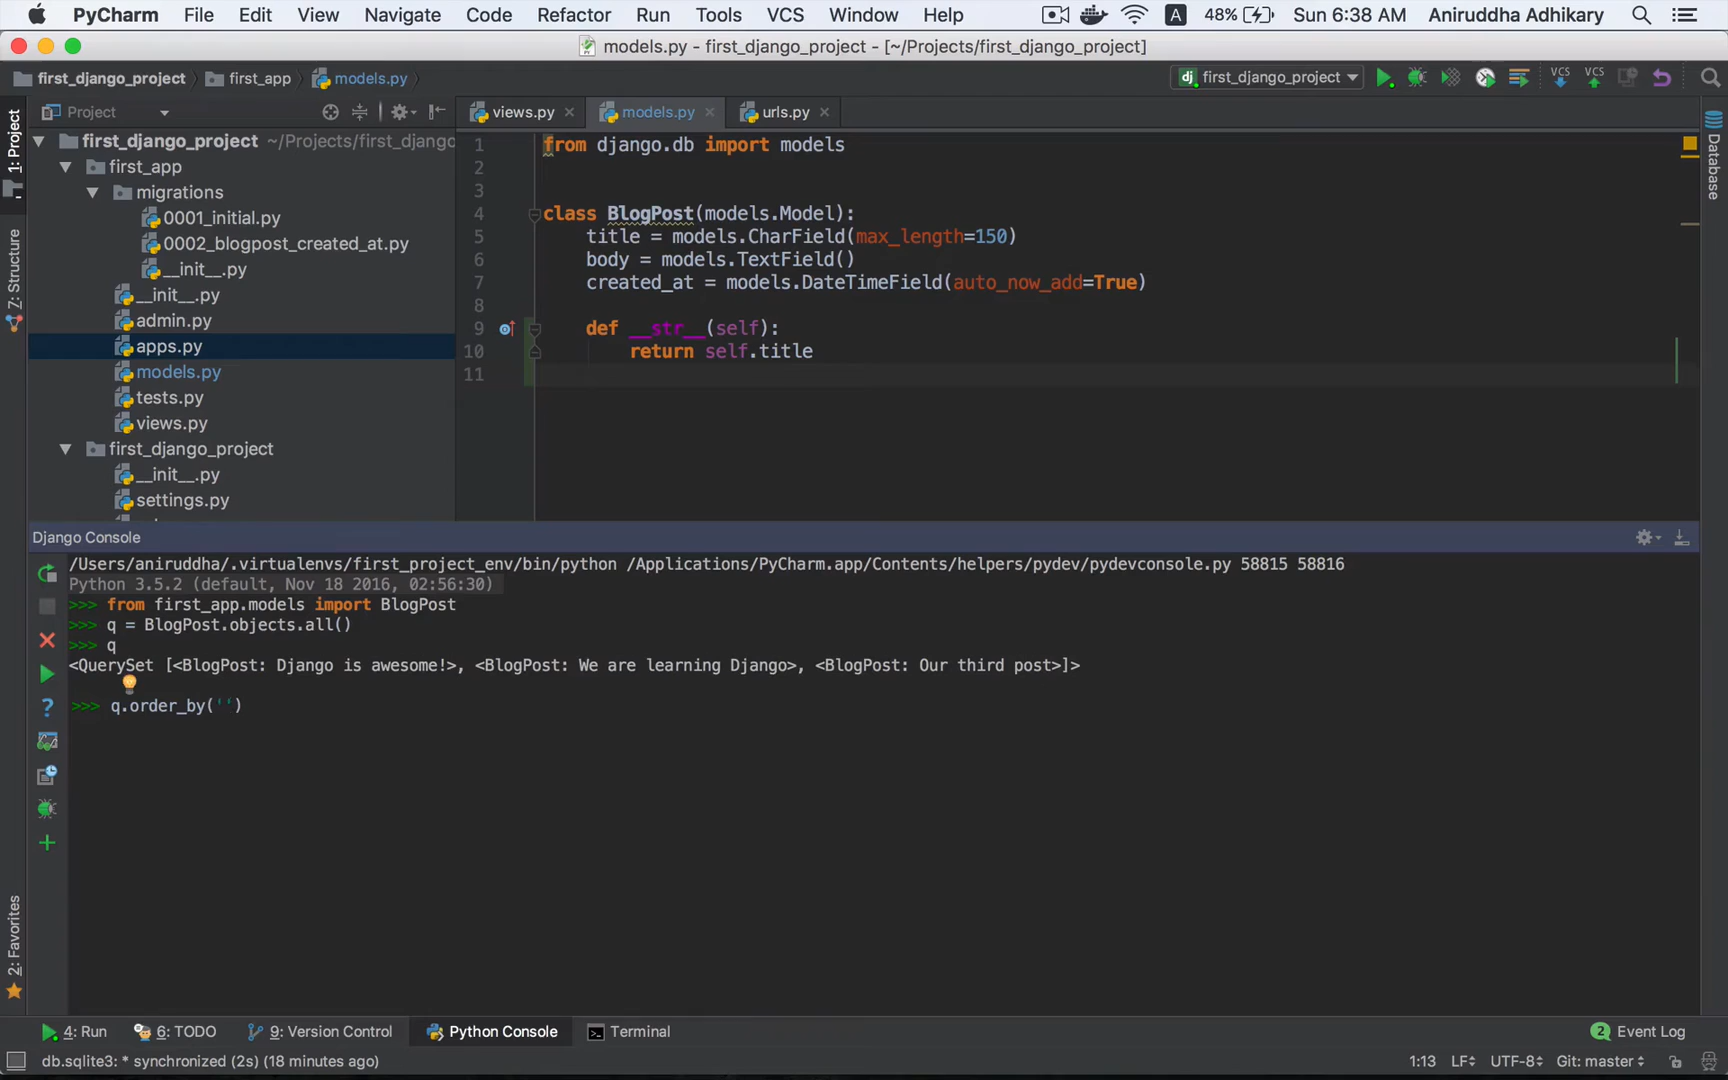 PyCharm File Edit View Navigate Code Refactor Run Tools VCS Window Help A 48% Sun 6:38 AM Aniruddha Adhikary
models.py - first_django_project - [~/Projects/first_django_project]
first_django_project first_app models.py dj first_django_project VCS VCS
Project views.py models.py urls.py
1: Project
Z: Structure
2: Favorites
Database
first_django_project ~/Projects/first_django
first_app
migrations
0001_initial.py
0002_blogpost_created_at.py
__init__.py
__init__.py
admin.py
apps.py
models.py
tests.py
views.py
first_django_project
__init__.py
settings.py
1 from django.db import models
2
3
4 class BlogPost(models.Model):
5 title = models.CharField(max_length=150)
6 body = models.TextField()
7 created_at = models.DateTimeField(auto_now_add=True)
8
9 def __str__(self):
10 return self.title
11
Django Console
/Users/aniruddha/.virtualenvs/first_project_env/bin/python /Applications/PyCharm.app/Contents/helpers/pydev/pydevconsole.py 58815 58816
Python 3.5.2 (default, Nov 18 2016, 02:56:30)
>>> from first_app.models import BlogPost
>>> q = BlogPost.objects.all()
>>> q
<QuerySet [<BlogPost: Django is awesome!>, <BlogPost: We are learning Django>, <BlogPost: Our third post>]>
>>> q.order_by('')
4: Run 6: TODO 9: Version Control Python Console Terminal 2 Event Log
db.sqlite3: * synchronized (2s) (18 minutes ago) 1:13 LF UTF-8 Git: master